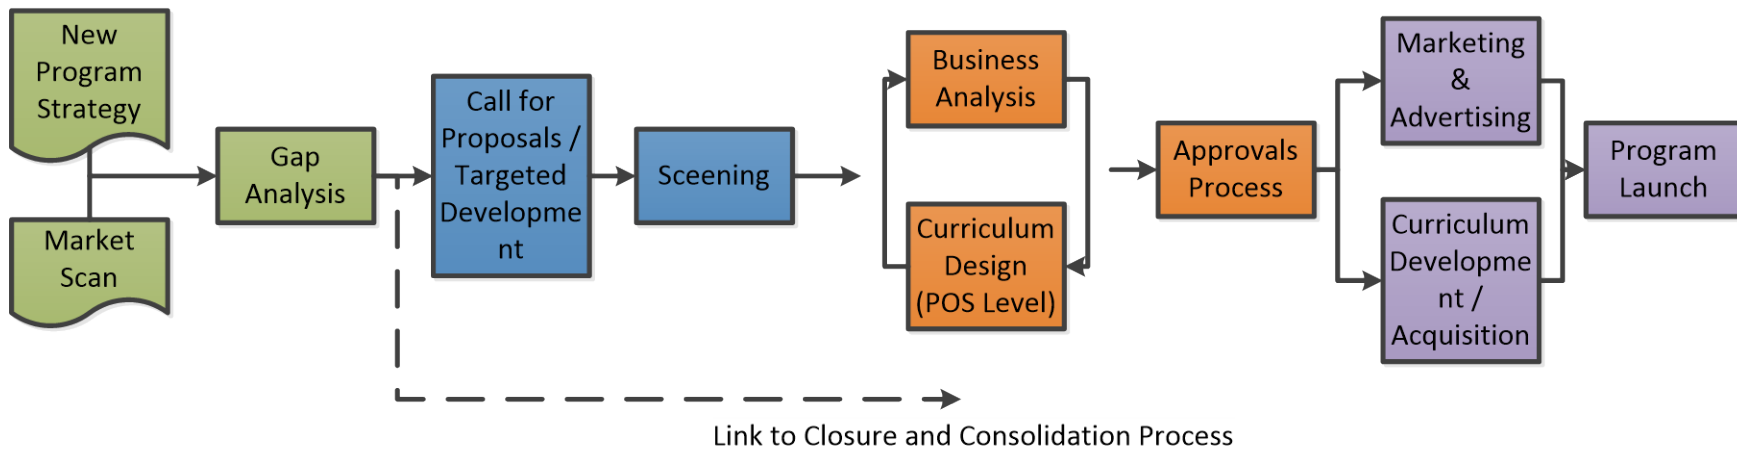 New
Program
Strategy
Market
Scan
Gap
Analysis
Call for
Proposals /
Targeted
Developme
nt
Sceening
Business
Analysis
Curriculum
Design
(POS Level)
Approvals
Process
Marketing
&
Advertising
Curriculum
Developme
nt /
Acquisition
Program
Launch
Link to Closure and Consolidation Process